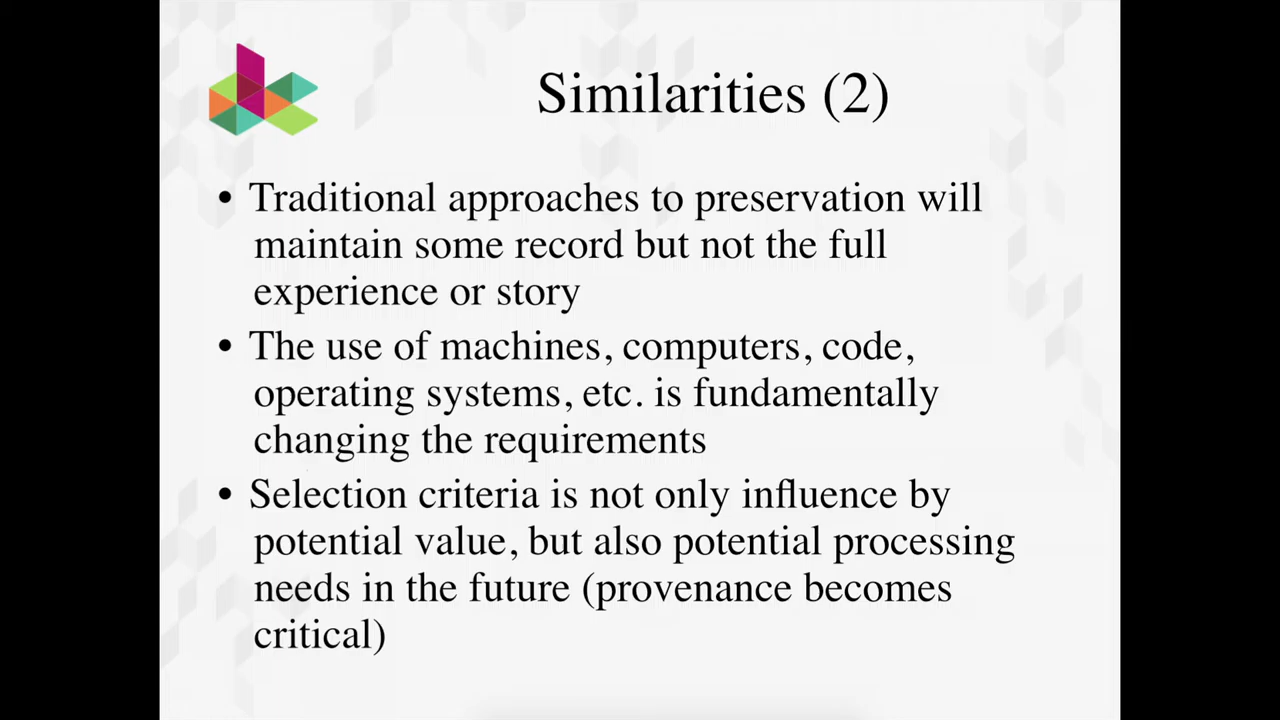 Similarities (2)
• Traditional approaches to preservation will
maintain some record but not the full
experience or story
• The use of machines, computers, code,
operating systems, etc. is fundamentally
changing the requirements
• Selection criteria is not only influence by
potential value, but also potential processing
needs in the future (provenance becomes
critical)